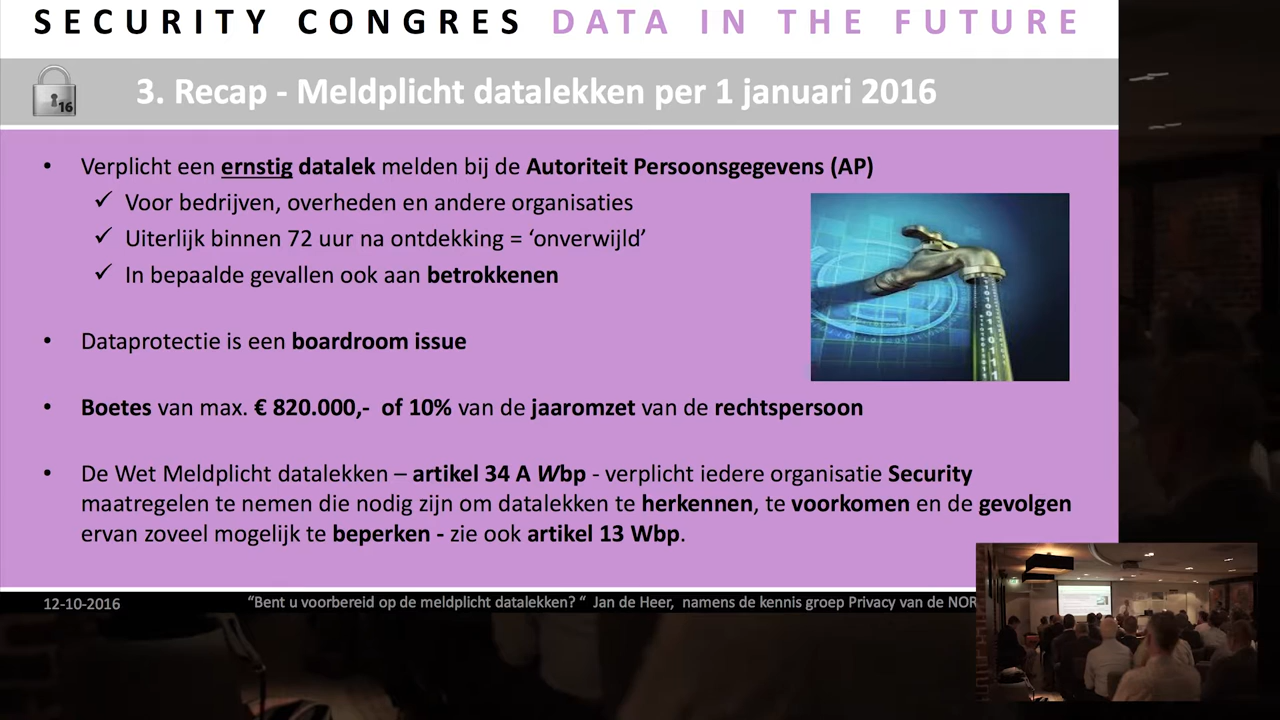 SECURITY CONGRES DATA IN THE FUTURE
16
3. Recap - Meldplicht datalekken per 1 januari 2016
• Verplicht een ernstig datalek melden bij de Autoriteit Persoonsgegevens (AP)
✓ Voor bedrijven, overheden en andere organisaties
✓ Uiterlijk binnen 72 uur na ontdekking = ‘onverwijld’
✓ In bepaalde gevallen ook aan betrokkenen
• Dataprotectie is een boardroom issue
• Boetes van max. € 820.000,- of 10% van de jaaromzet van de rechtspersoon
• De Wet Meldplicht datalekken – artikel 34 A Wbp - verplicht iedere organisatie Security
maatregelen te nemen die nodig zijn om datalekken te herkennen, te voorkomen en de gevolgen
ervan zoveel mogelijk te beperken - zie ook artikel 13 Wbp.
12-10-2016
“Bent u voorbereid op de meldplicht datalekken? “ Jan de Heer, namens de kennis groep Privacy van de NOR